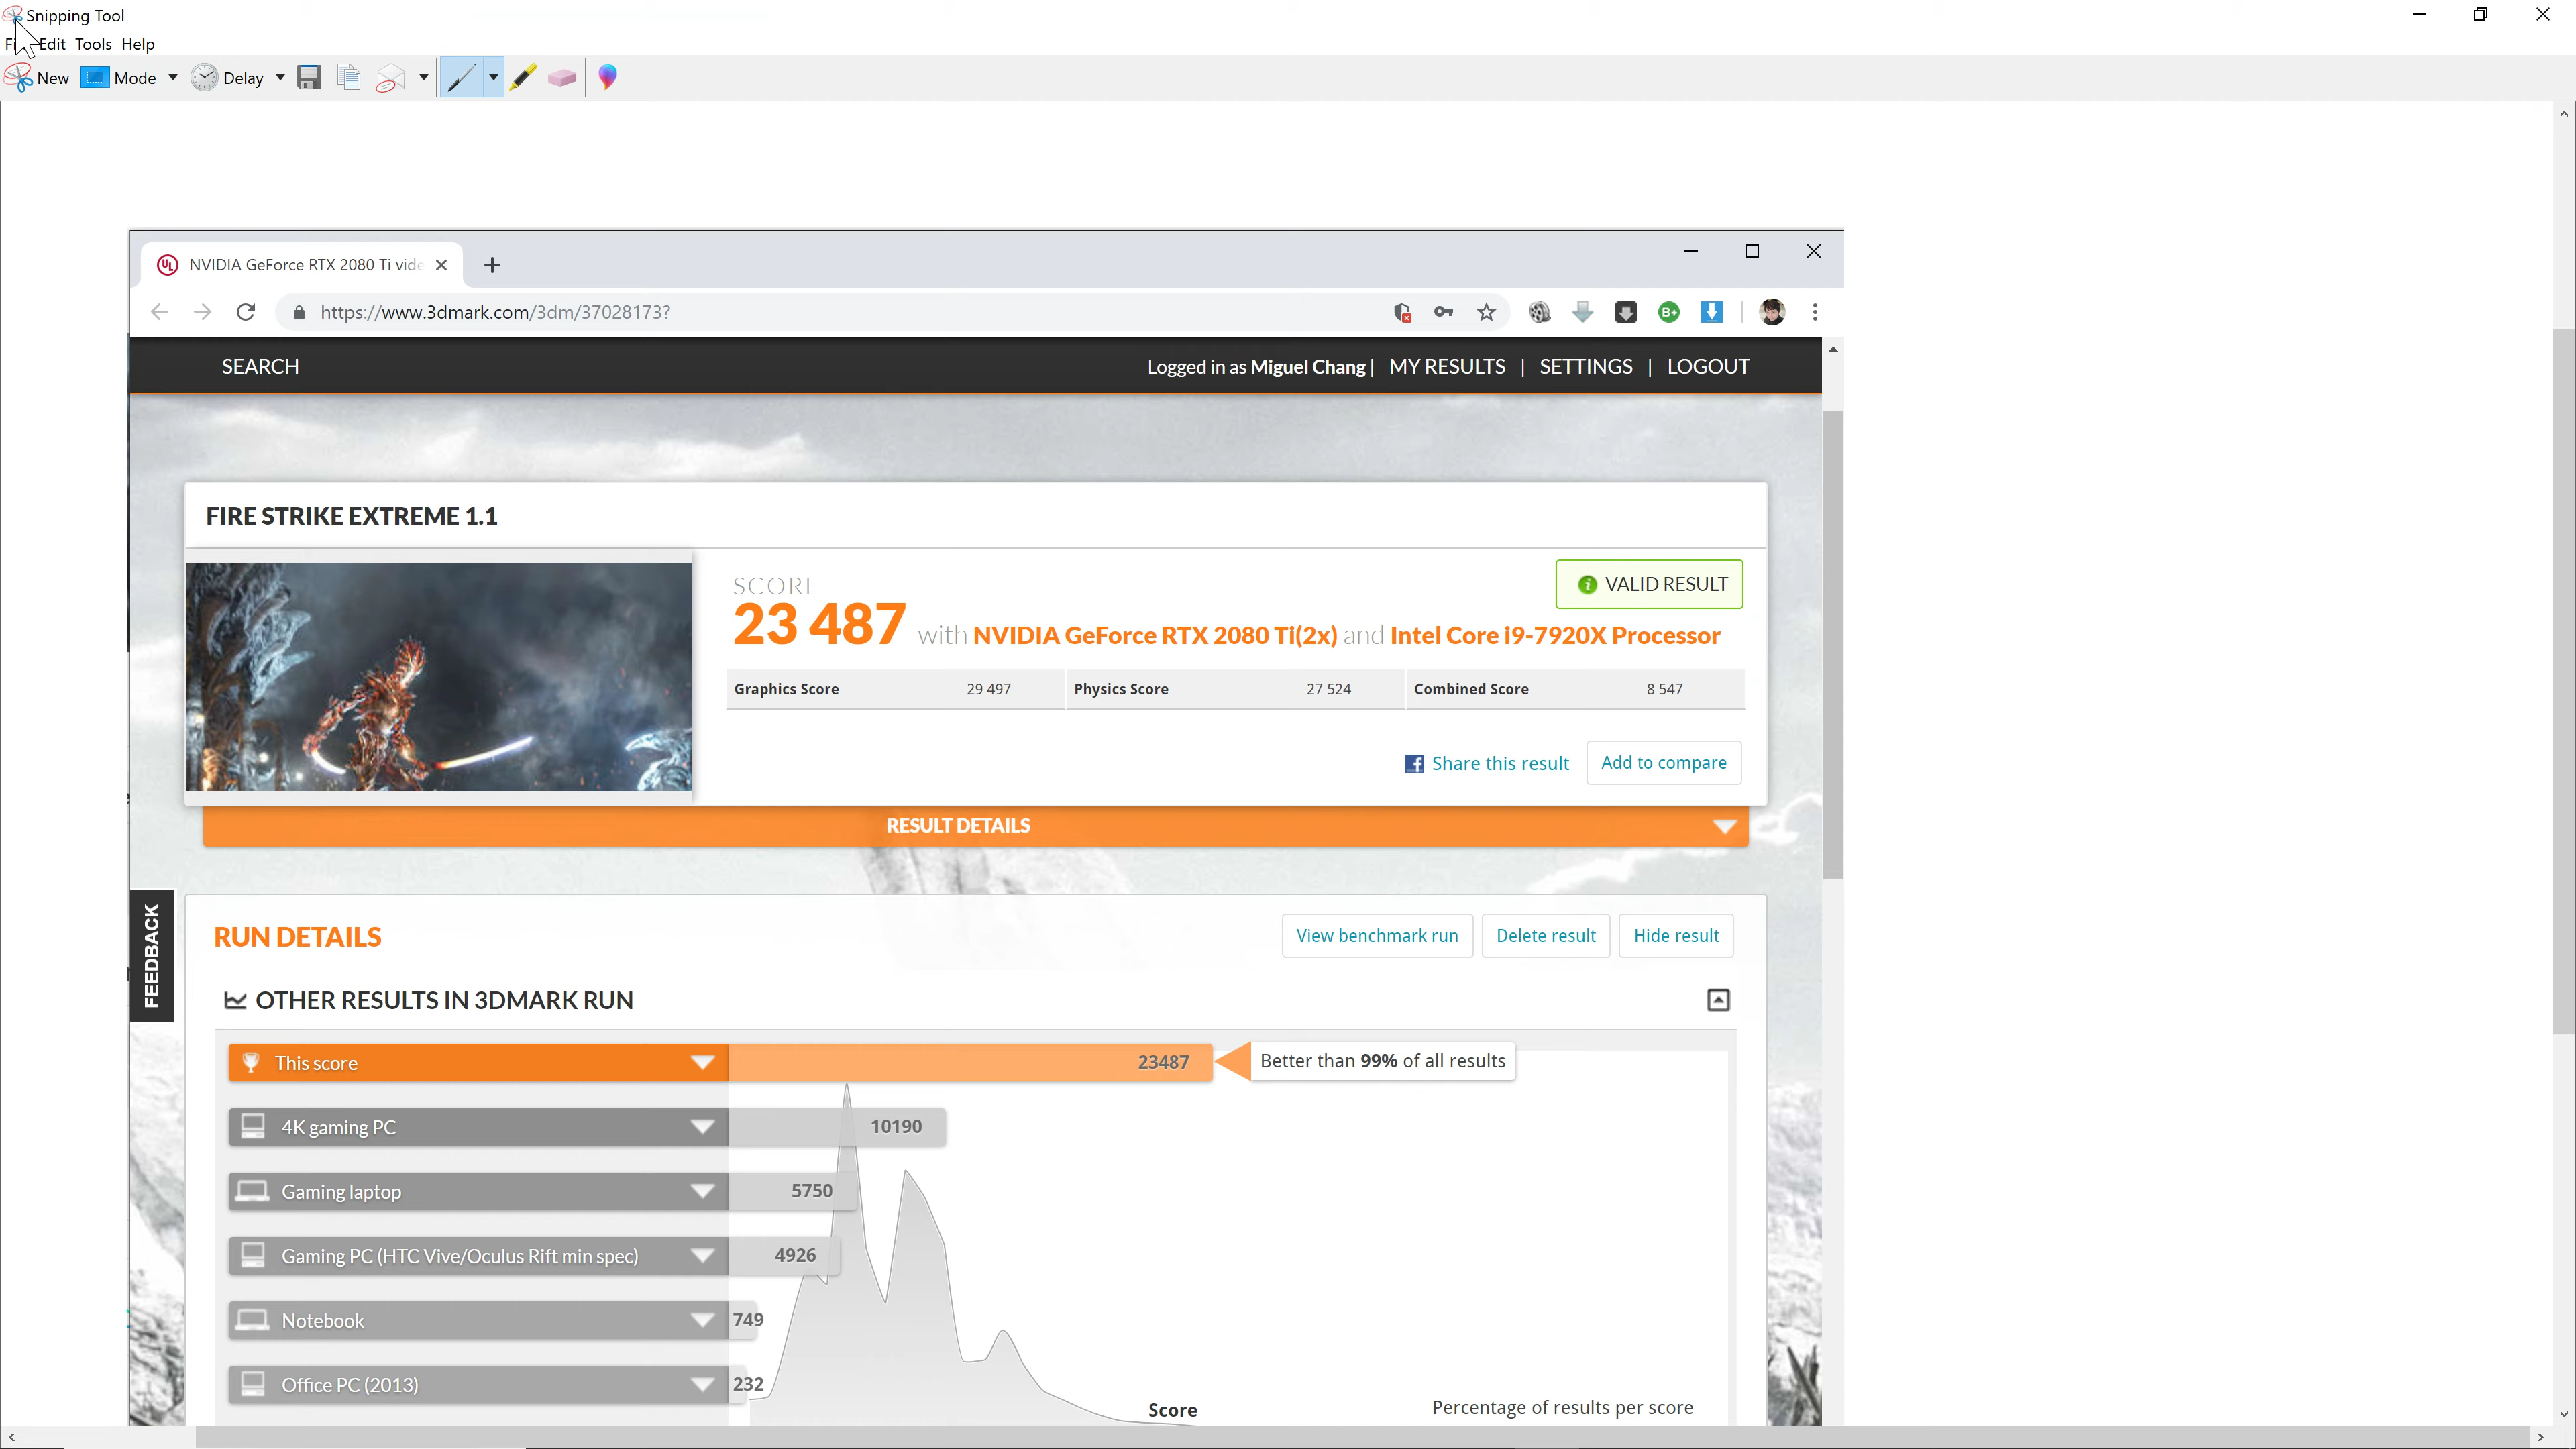 Snipping Tool
Edit Tools Help
New Mode Delay
NVIDIA GeForce RTX 2080 Ti vide
https://www.3dmark.com/3dm/37028173?
SEARCH Logged in as Miguel Chang | MY RESULTS | SETTINGS | LOGOUT
FIRE STRIKE EXTREME 1.1
VALID RESULT
SCORE
23 487 with NVIDIA GeForce RTX 2080 Ti(2x) and Intel Core i9-7920X Processor
Graphics Score 29 497 Physics Score 27 524 Combined Score 8 547
Share this result Add to compare
RESULT DETAILS
FEEDBACK
RUN DETAILS View benchmark run Delete result Hide result
OTHER RESULTS IN 3DMARK RUN
This score 23487 Better than 99% of all results
4K gaming PC 10190
Gaming laptop 5750
Gaming PC (HTC Vive/Oculus Rift min spec) 4926
Notebook 749
Office PC (2013) 232
Score Percentage of results per score